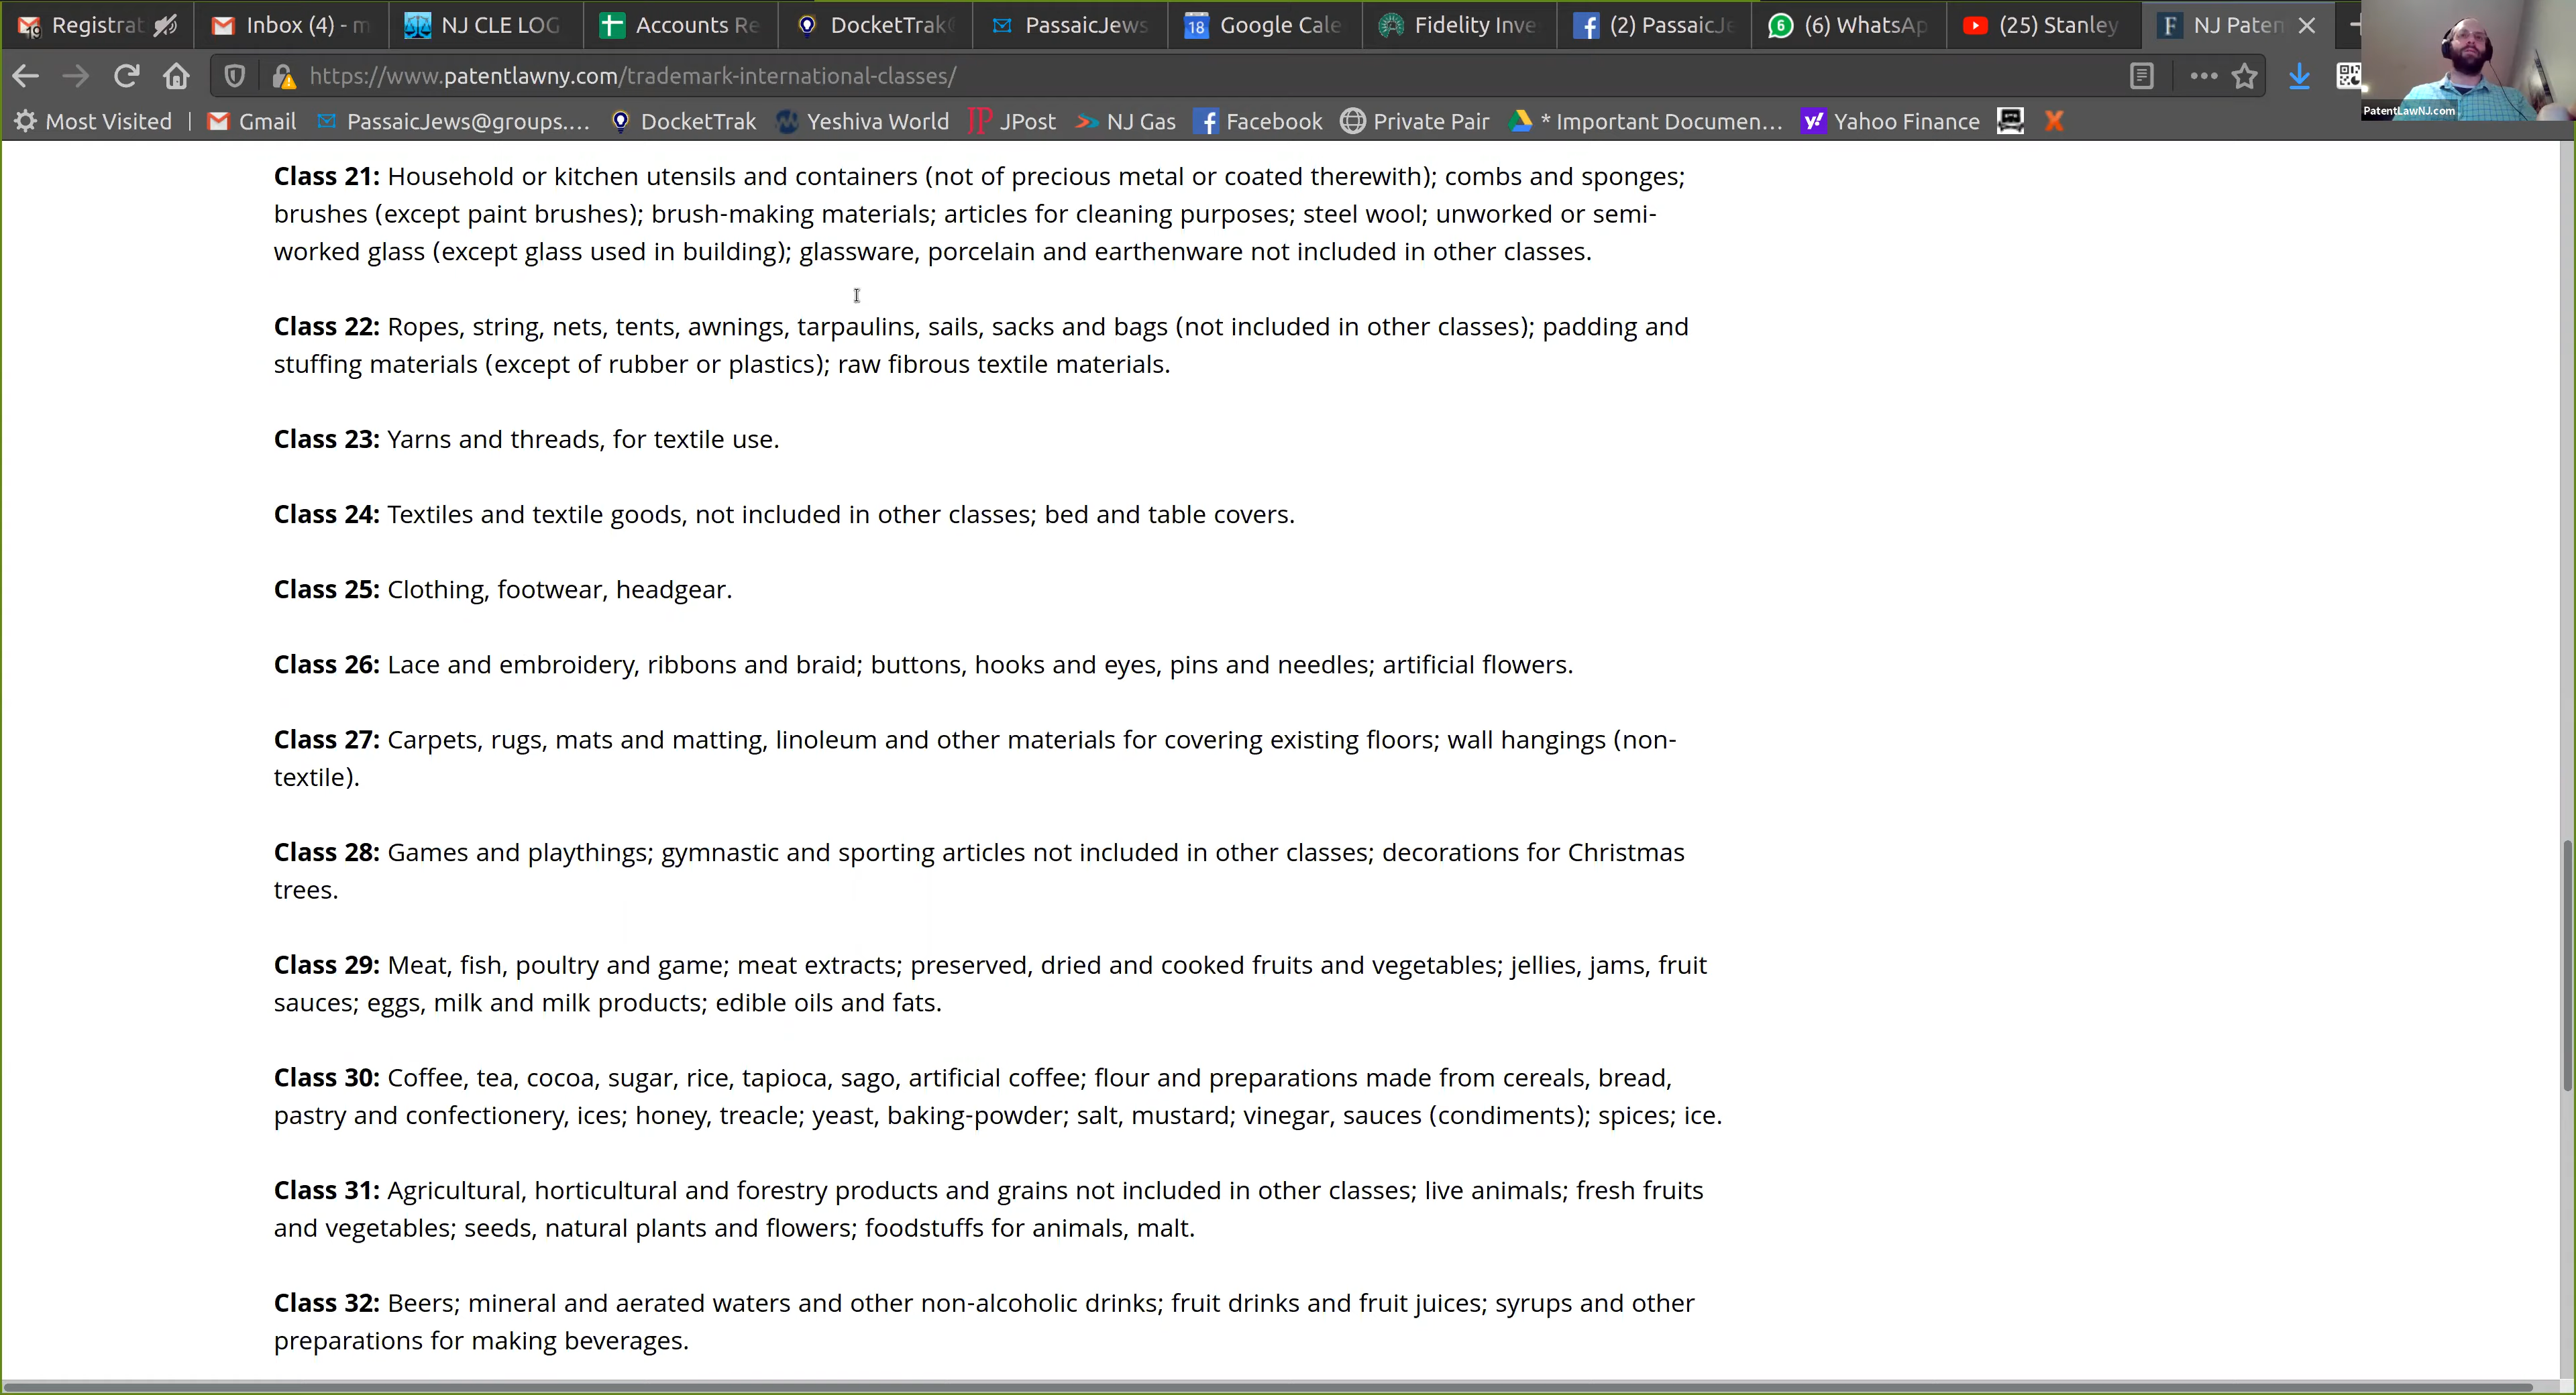 Registrat Inbox (4) - m NJ CLE LOG Accounts Re DocketTrak PassaicJews Google Cale Fidelity Inve (2) PassaicJe (6) WhatsAp (25) Stanley NJ Paten
https://www.patentlawny.com/trademark-international-classes/
Most Visited Gmail PassaicJews@groups.… DocketTrak Yeshiva World JPost NJ Gas Facebook Private Pair * Important Documen… Yahoo Finance
PatentLawNJ.com
Class 21: Household or kitchen utensils and containers (not of precious metal or coated therewith); combs and sponges;
brushes (except paint brushes); brush-making materials; articles for cleaning purposes; steel wool; unworked or semi-
worked glass (except glass used in building); glassware, porcelain and earthenware not included in other classes.
Class 22: Ropes, string, nets, tents, awnings, tarpaulins, sails, sacks and bags (not included in other classes); padding and
stuffing materials (except of rubber or plastics); raw fibrous textile materials.
Class 23: Yarns and threads, for textile use.
Class 24: Textiles and textile goods, not included in other classes; bed and table covers.
Class 25: Clothing, footwear, headgear.
Class 26: Lace and embroidery, ribbons and braid; buttons, hooks and eyes, pins and needles; artificial flowers.
Class 27: Carpets, rugs, mats and matting, linoleum and other materials for covering existing floors; wall hangings (non-
textile).
Class 28: Games and playthings; gymnastic and sporting articles not included in other classes; decorations for Christmas
trees.
Class 29: Meat, fish, poultry and game; meat extracts; preserved, dried and cooked fruits and vegetables; jellies, jams, fruit
sauces; eggs, milk and milk products; edible oils and fats.
Class 30: Coffee, tea, cocoa, sugar, rice, tapioca, sago, artificial coffee; flour and preparations made from cereals, bread,
pastry and confectionery, ices; honey, treacle; yeast, baking-powder; salt, mustard; vinegar, sauces (condiments); spices; ice.
Class 31: Agricultural, horticultural and forestry products and grains not included in other classes; live animals; fresh fruits
and vegetables; seeds, natural plants and flowers; foodstuffs for animals, malt.
Class 32: Beers; mineral and aerated waters and other non-alcoholic drinks; fruit drinks and fruit juices; syrups and other
preparations for making beverages.